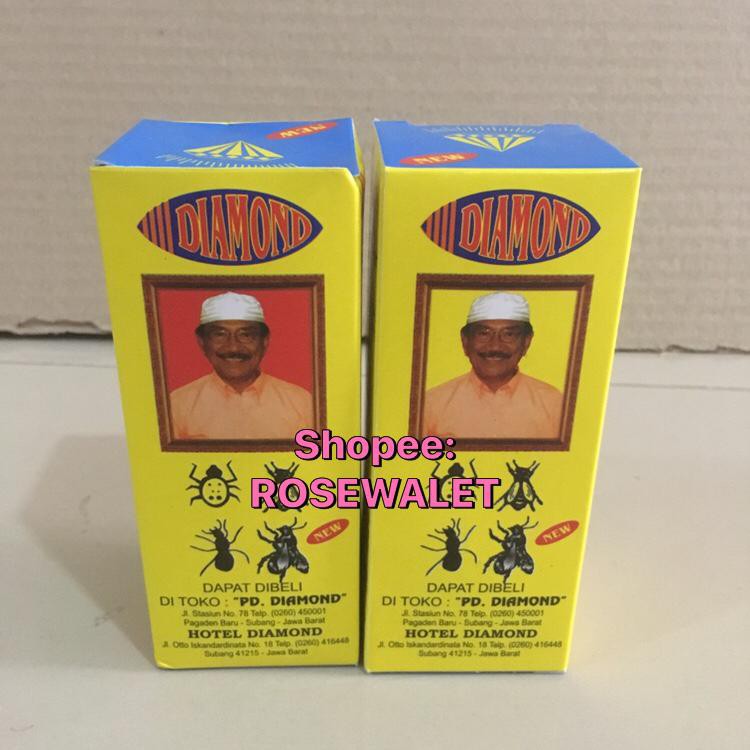 NEW
NEW
DIAMOND
DIAMOND
Shopee:
ROSEWALET
NEW
DAPAT DIBELI
DI TOKO : "PD. DIAMOND"
Jl. Stasiun No. 78 Telp. (0260) 450001
Pagaden Baru - Subang - Jawa Barat
HOTEL DIAMOND
Jl. Otto Iskandardinata No. 18 Telp. (0260) 416448
Subang 41215 - Jawa Barat
NEW
DAPAT DIBELI
DI TOKO : "PD. DIAMOND"
Jl. Stasiun No. 78 Telp. (0260) 450001
Pagaden Baru - Subang - Jawa Barat
HOTEL DIAMOND
Jl. Otto Iskandardinata No. 18 Telp. (0260) 416448
Subang 41215 - Jawa Barat